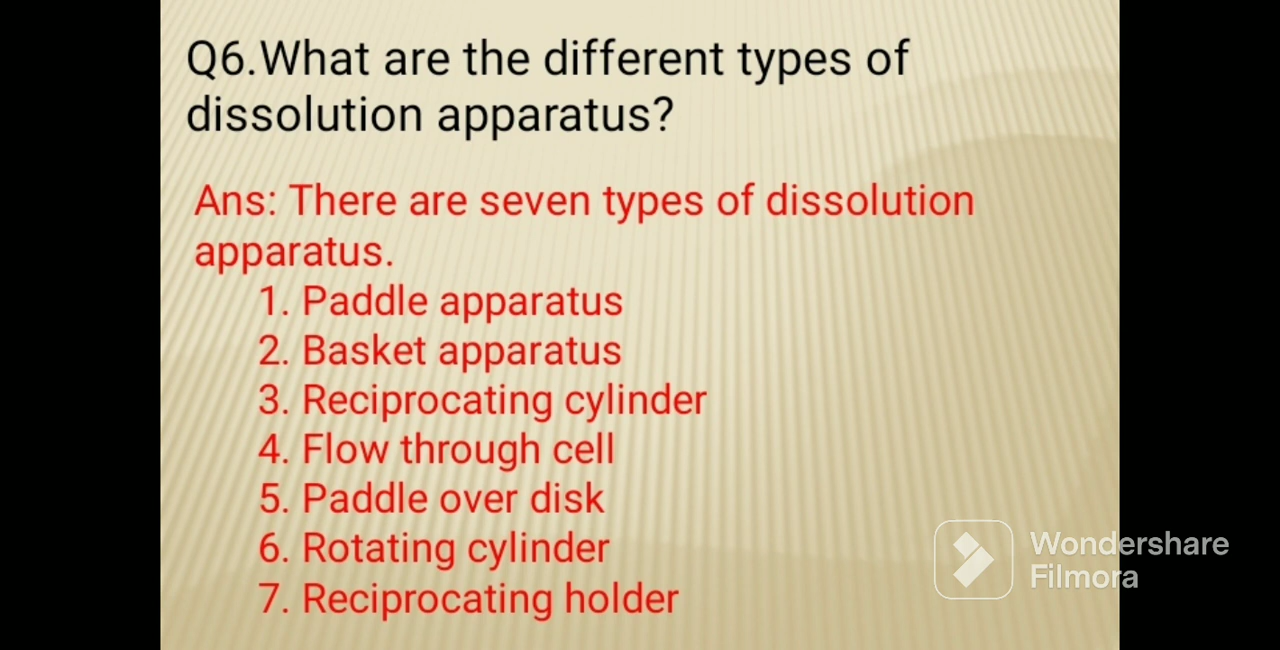 Q6.What are the different types of
dissolution apparatus?
Ans: There are seven types of dissolution
apparatus.
1. Paddle apparatus
2. Basket apparatus
3. Reciprocating cylinder
4. Flow through cell
5. Paddle over disk
6. Rotating cylinder
7. Reciprocating holder
Wondershare
Filmora